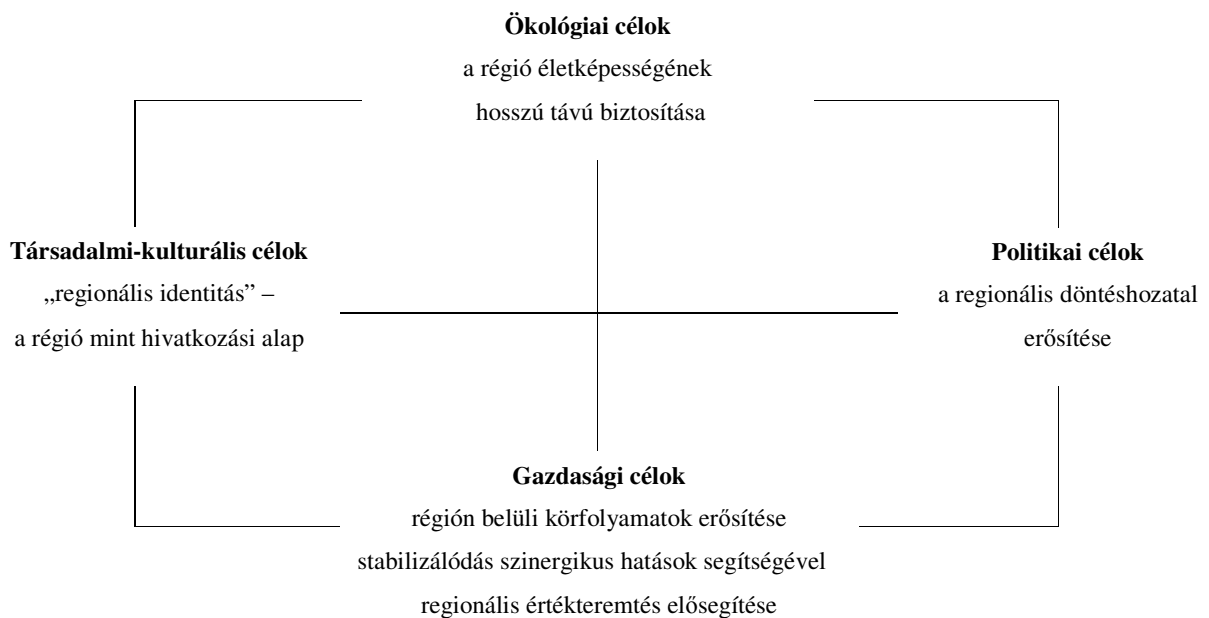 Ökológiai célok
a régió életképességének
hosszú távú biztosítása
Társadalmi-kulturális célok
„regionális identitás” –
a régió mint hivatkozási alap
Politikai célok
a regionális döntéshozatal
erősítése
Gazdasági célok
régión belüli körfolyamatok erősítése
stabilizálódás szinergikus hatások segítségével
regionális értékteremtés elősegítése